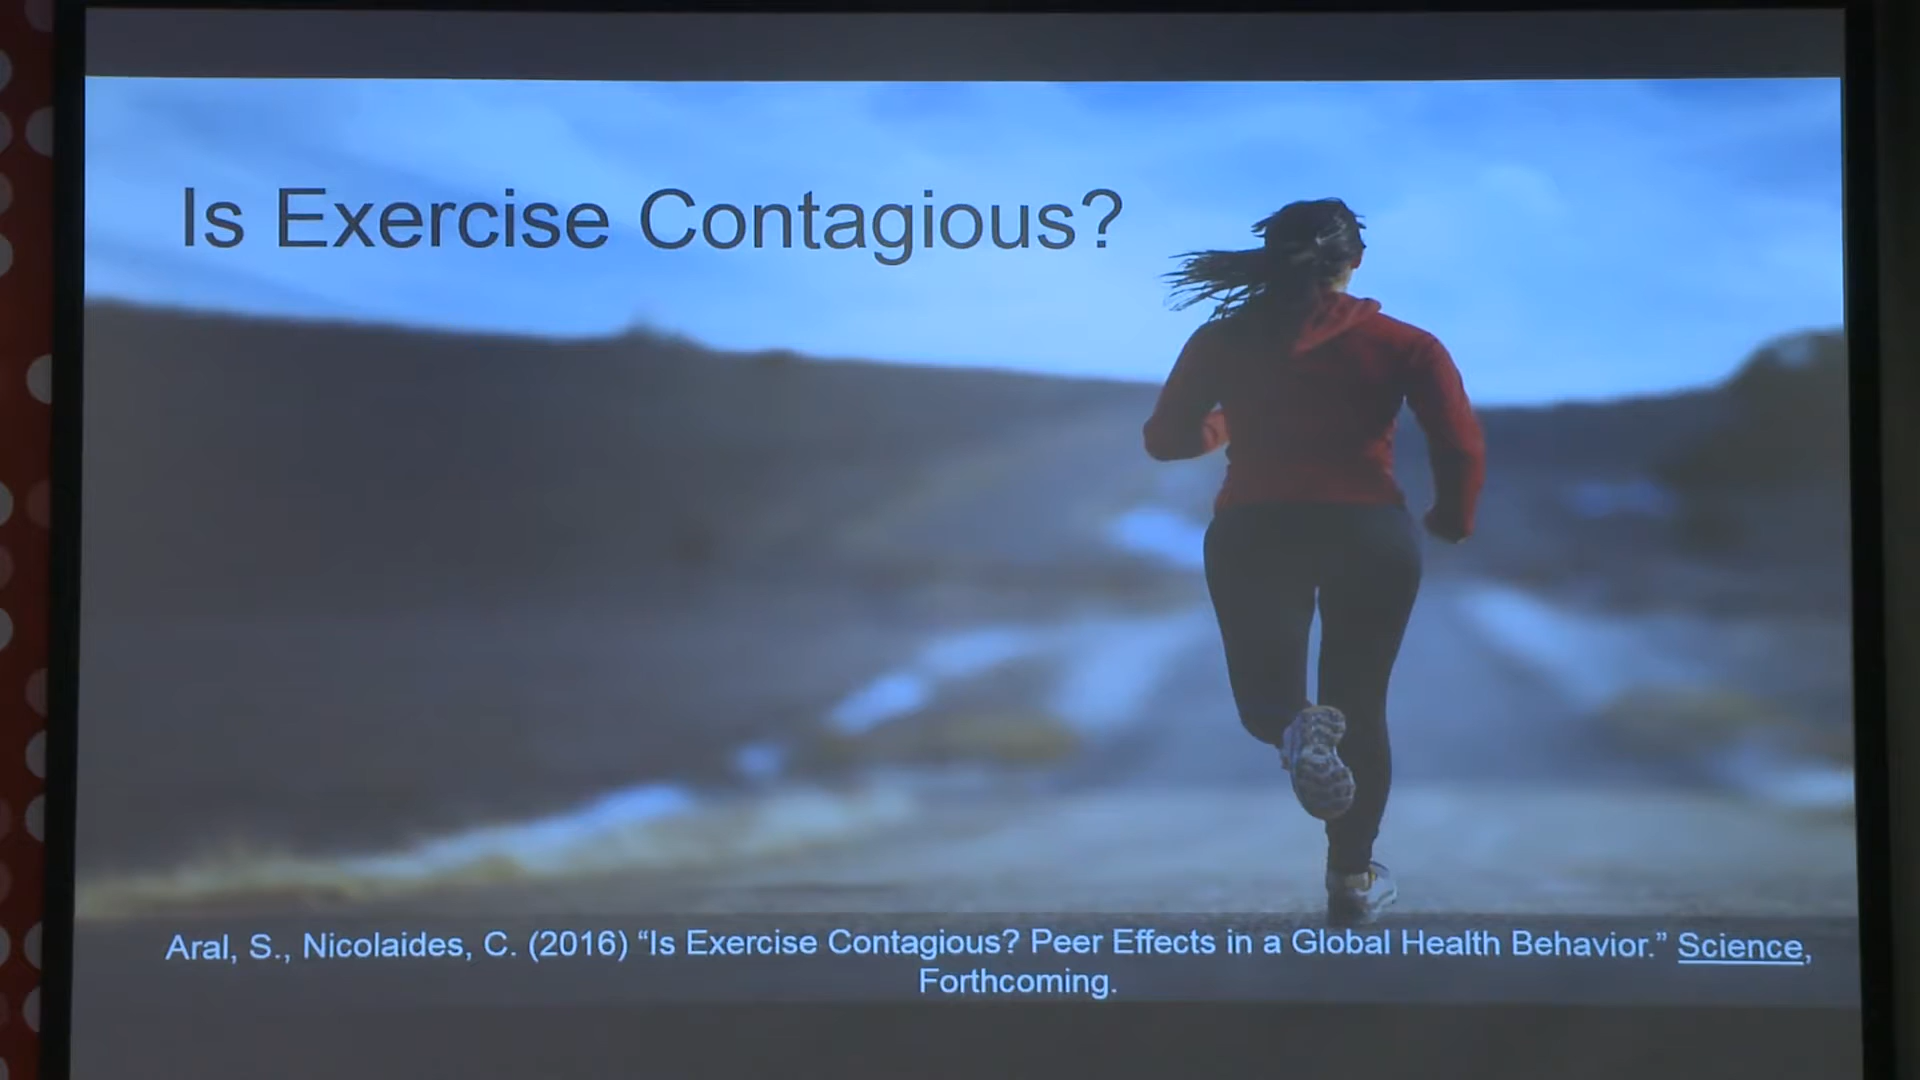 Is Exercise Contagious?
Aral, S., Nicolaides, C. (2016) “Is Exercise Contagious? Peer Effects in a Global Health Behavior.” Science,
Forthcoming.